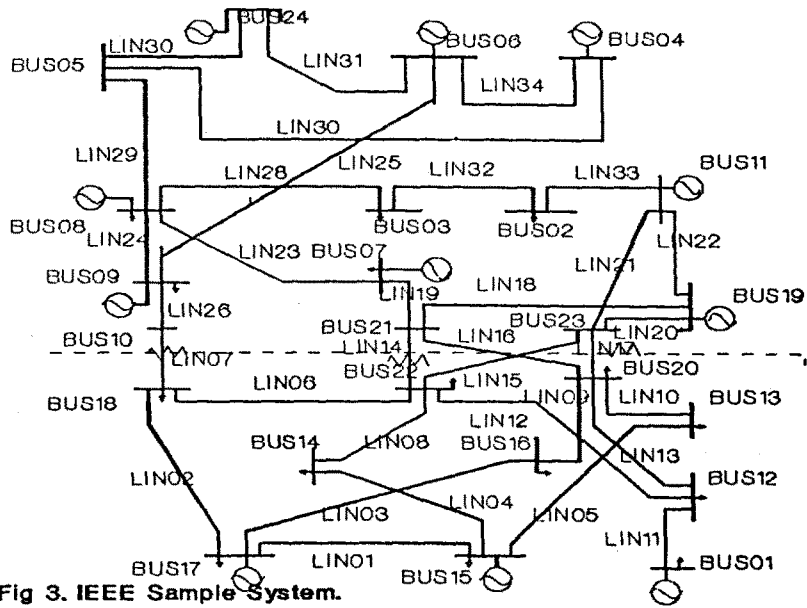 BUS24
LIN30
BUS06
BUS04
BUS05
LIN31
LIN34
LIN30
LIN29
LIN28
LIN25
LIN32
LIN33
BUS11
BUS08
BUS03
BUS02
LIN24
LIN23
BUS07
LIN21
LIN22
BUS09
LIN19
LIN18
BUS19
LIN26
BUS10
BUS21
BUS23
LIN16
LIN20
LIN07
LIN14
LIN17
BUS22
BUS20
BUS18
LIN06
LIN15
LIN09
LIN10
BUS13
LIN12
BUS14
LIN08
BUS16
LIN13
BUS12
LIN02
LIN03
LIN04
LIN05
LIN11
BUS17
LIN01
BUS15
BUS01
Fig 3. IEEE Sample System.